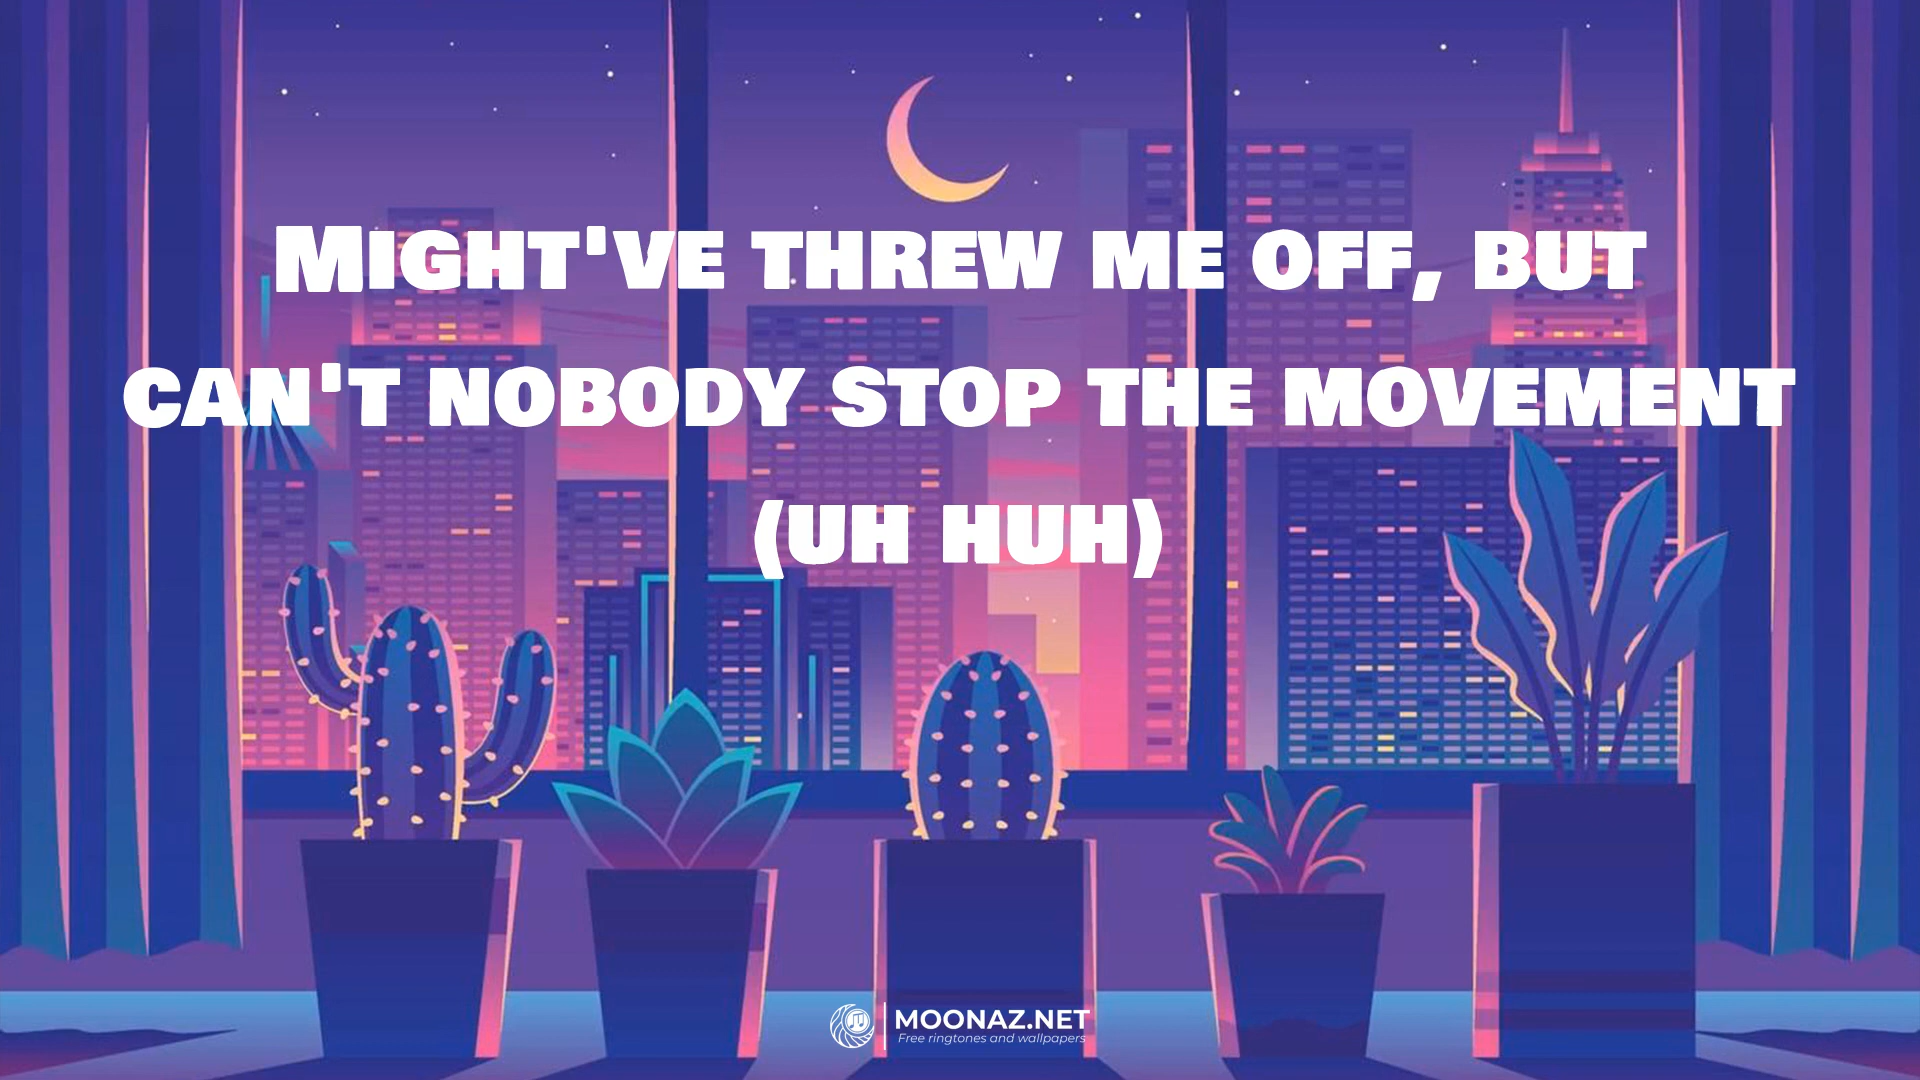 Might've threw me off, but
can't nobody stop the movement
(uh huh)
MOONAZ.NET
Free ringtones and wallpapers